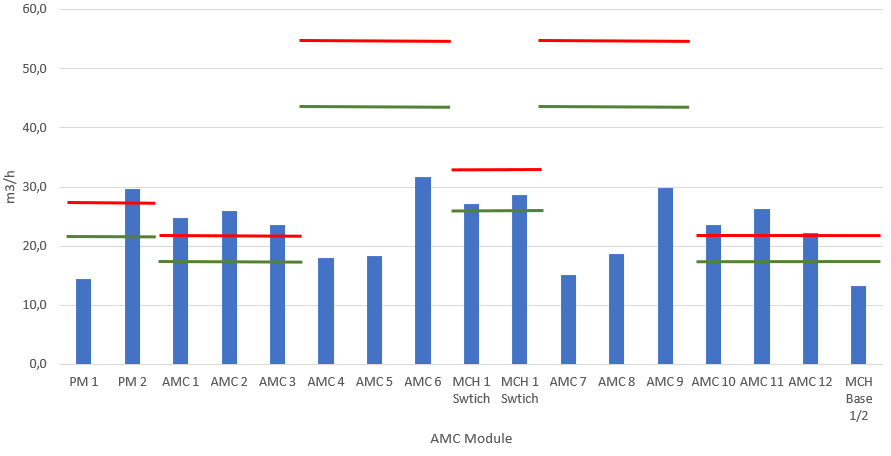 60,0
50,0
40,0
30,0
20,0
10,0
0,0
m3/h
PM 1
PM 2
AMC 1
AMC 2
AMC 3
AMC 4
AMC 5
AMC 6
MCH 1
Swtich
MCH 1
Swtich
AMC 7
AMC 8
AMC 9
AMC 10
AMC 11
AMC 12
MCH
Base
1/2
AMC Module